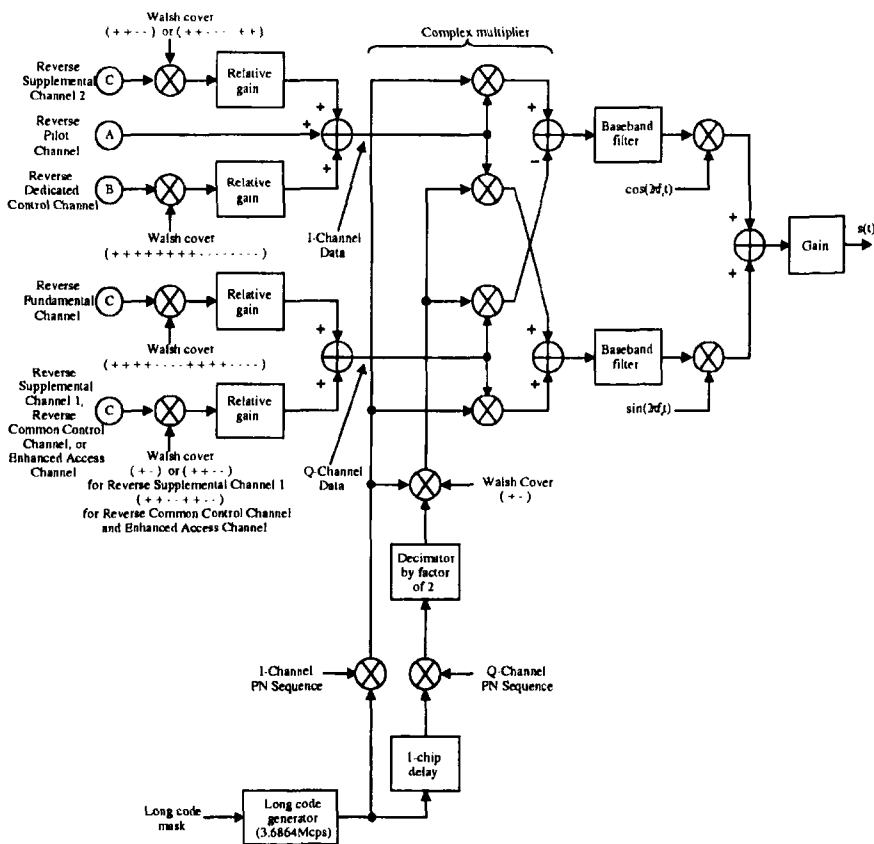 Walsh cover
( + + - - ) or ( + + - - - - + + )
Complex multiplier
Reverse
Supplemental
Channel 2
C
Relative
gain
Reverse
Pilot
Channel
A
Baseband
filter
cos(2πf_c t)
Reverse
Dedicated
Control Channel
B
Relative
gain
Walsh cover
( + + + + + + + + - - - - - - - - )
I-Channel
Data
Gain
s(t)
Reverse
Fundamental
Channel
C
Relative
gain
Walsh cover
( + + + + - - - - + + + + - - - - )
Baseband
filter
sin(2πf_c t)
Reverse
Supplemental
Channel 1,
Reverse
Common Control
Channel, or
Enhanced Access
Channel
C
Relative
gain
Walsh cover
( + - ) or ( + + - - )
for Reverse Supplemental Channel 1
( + + - - + + - - )
for Reverse Common Control Channel
and Enhanced Access Channel
Q-Channel
Data
Walsh Cover
( + - )
Decimator
by factor
of 2
I-Channel
PN Sequence
Q-Channel
PN Sequence
1-chip
delay
Long code
mask
Long code
generator
(3.6864Mcps)